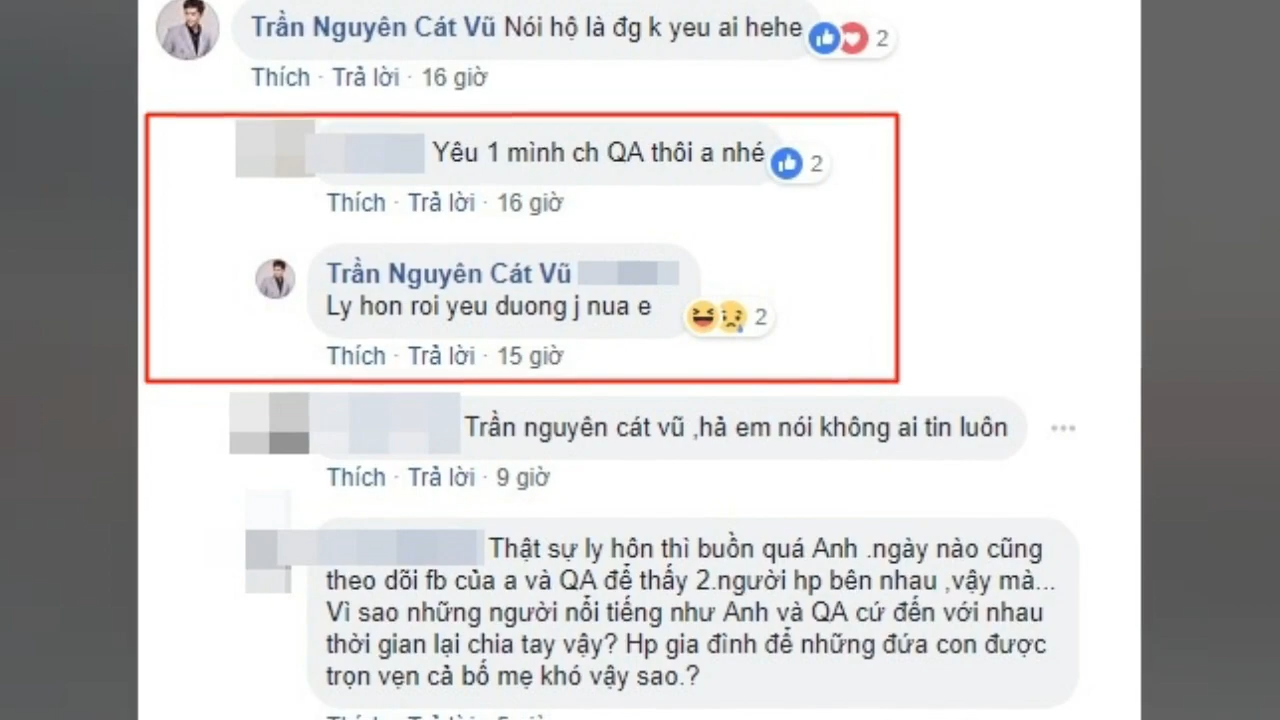 Trần Nguyên Cát Vũ Nói hộ là đg k yeu ai hehe 2
Thích · Trả lời · 16 giờ
Yêu 1 mình ch QA thôi a nhé 2
Thích · Trả lời · 16 giờ
Trần Nguyên Cát Vũ
Ly hon roi yeu duong j nua e 2
Thích · Trả lời · 15 giờ
Trần nguyên cát vũ ,hả em nói không ai tin luôn
Thích · Trả lời · 9 giờ
Thật sự ly hôn thì buồn quá Anh .ngày nào cũng
theo dõi fb của a và QA để thấy 2.người hp bên nhau ,vậy mà...
Vì sao những người nổi tiếng như Anh và QA cứ đến với nhau
thời gian lại chia tay vậy? Hp gia đình để những đứa con được
trọn vẹn cả bố mẹ khó vậy sao.?